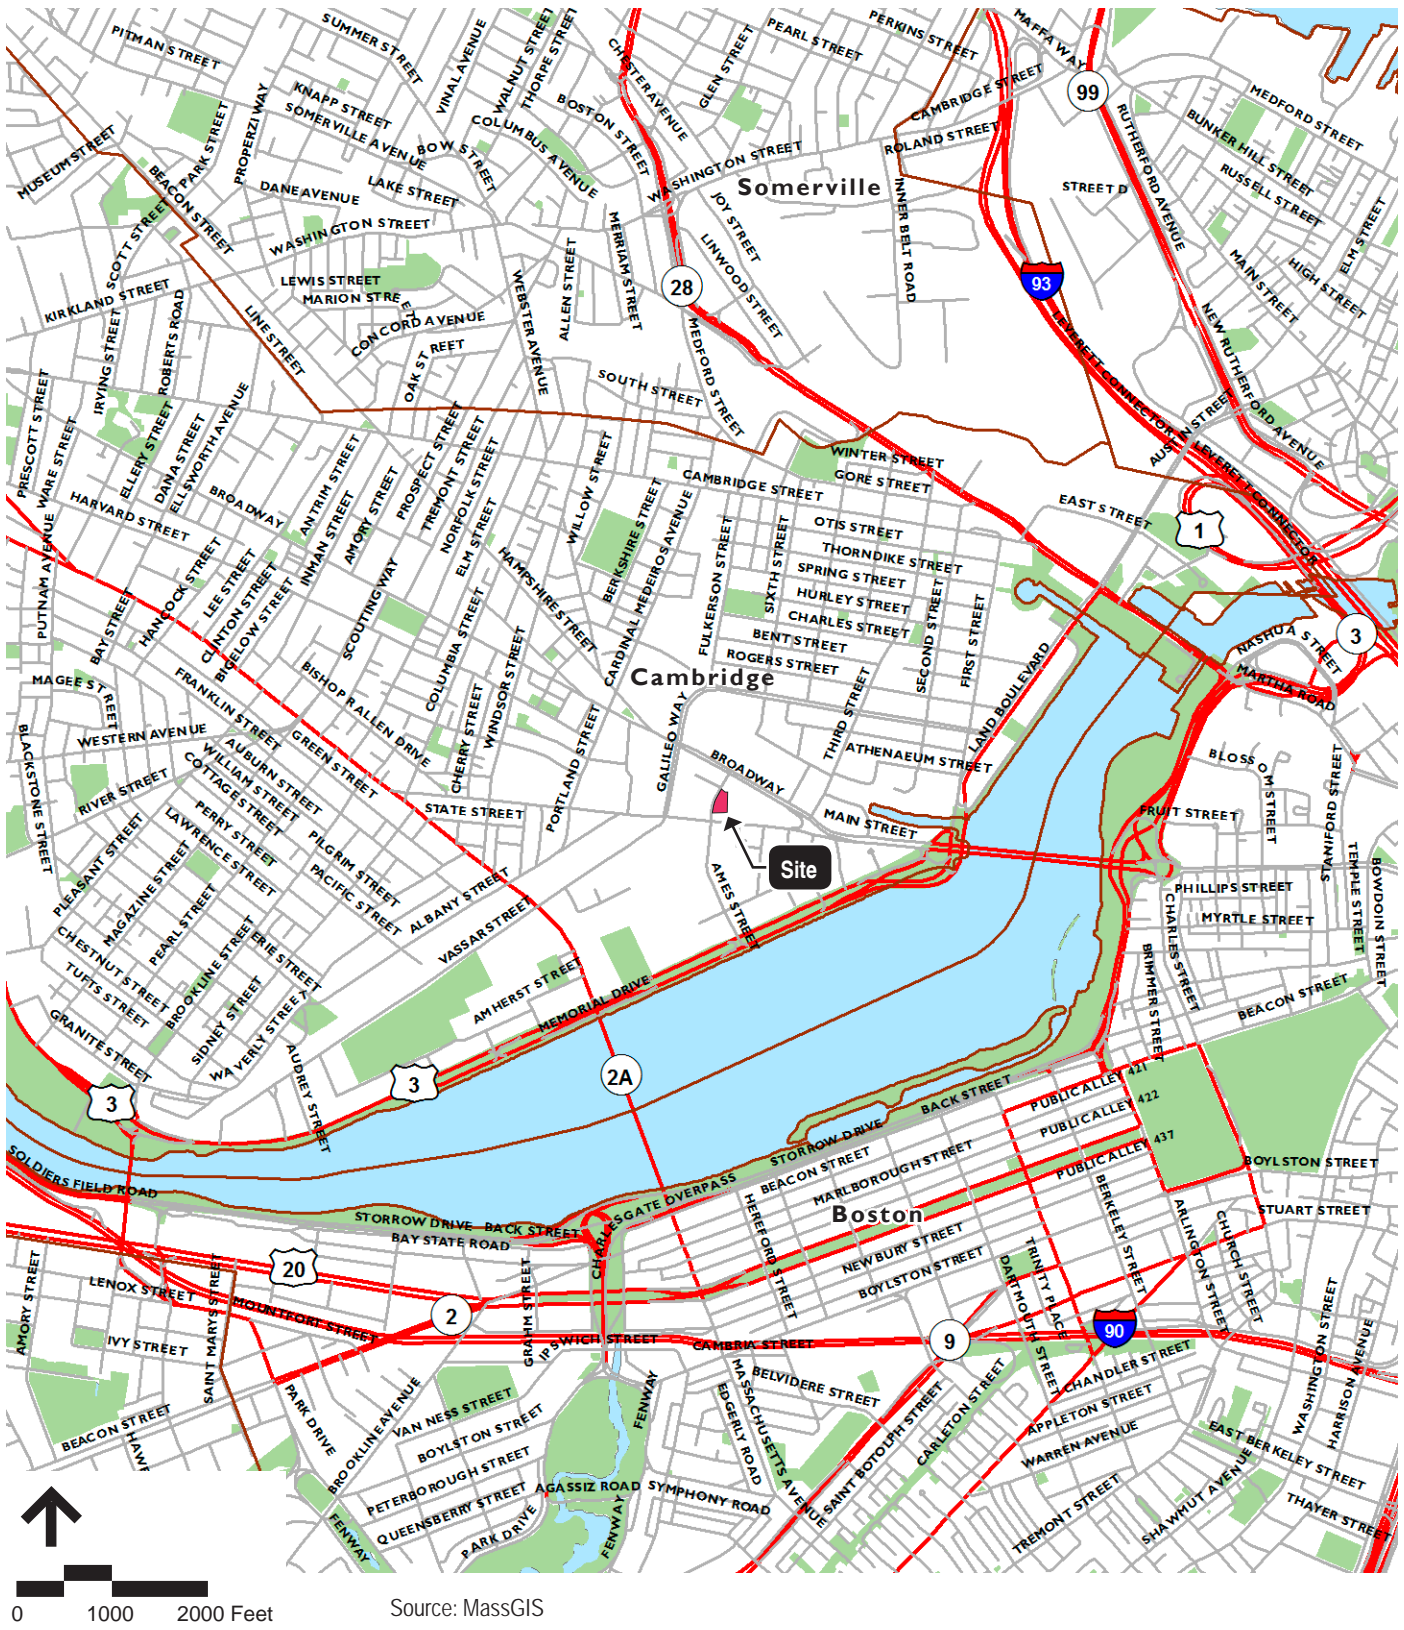 PITMAN STREET
SUMMER STREET
VINAL AVENUE
WALNUT STREET
THORPE STREET
CHESTER AVENUE
GLEN STREET
PEARL STREET
PERKINS STREET
MAFFA WAY
99
MUSEUM STREET
BEACON STREET
PARK STREET
PROPERZI WAY
KNAPP STREET
SOMERVILLE AVENUE
BOW STREET
COLUMBUS AVENUE
BOSTON STREET
WASHINGTON STREET
CAMBRIDGE STREET
ROLAND STREET
RUTHERFORD AVENUE
MEDFORD STREET
BUNKER HILL STREET
RUSSELL STREET
DANE AVENUE
LAKE STREET
Somerville
STREET D
ELM STREET
SCOTT STREET
WASHINGTON STREET
MERRIAM STREET
JOY STREET
LINWOOD STREET
INNER BELT ROAD
MAIN STREET
HIGH STREET
KIRKLAND STREET
LEWIS STREET
MARION STRE
ET
CONCORD AVENUE
WEBSTER AVENUE
ALLEN STREET
28
93
IRVING STREET
ROBERTS ROAD
LINE STREET
OAK STREET
MEDFORD STREET
LEVERETT CONNECTOR
NEW RUTHERFORD AVENUE
SOUTH STREET
PRESCOTT STREET
WARE STREET
ELLERY STREET
DANA STREET
ELLSWORTH AVENUE
BROADWAY
ANTRIM STREET
INMAN STREET
AMORY STREET
PROSPECT STREET
TREMONT STREET
NORFOLK STREET
ELM STREET
WILLOW STREET
BERKSHIRE STREET
CARDINAL MEDEIROS AVENUE
WINTER STREET
GORE STREET
CAMBRIDGE STREET
AUSTIN STREET
LEVERETT CONNECTOR
EAST STREET
1
HARVARD STREET
PUTNAM AVENUE
BAY STREET
HANCOCK STREET
LEE STREET
CLINTON STREET
BIGELOW STREET
SCOUTING WAY
HAMPSHIRE STREET
COLUMBIA STREET
WINDSOR STREET
CHERRY STREET
FULKERSON STREET
SIXTH STREET
OTIS STREET
THORNDIKE STREET
SPRING STREET
HURLEY STREET
CHARLES STREET
BENT STREET
ROGERS STREET
SECOND STREET
FIRST STREET
THIRD STREET
LAND BOULEVARD
NASHUA STREET
3
MARTHA ROAD
Cambridge
MAGEE STREET
FRANKLIN STREET
BISHOP R ALLEN DRIVE
BLACKSTONE STREET
WESTERN AVENUE
AUBURN STREET
WILLIAM STREET
COTTAGE STREET
GREEN STREET
RIVER STREET
STATE STREET
PORTLAND STREET
GALILEO WAY
BROADWAY
ATHENAEUM STREET
MAIN STREET
BLOSSOM STREET
STANIFORD STREET
FRUIT STREET
Site
PERRY STREET
LAWRENCE STREET
PILGRIM STREET
PACIFIC STREET
PLEASANT STREET
MAGAZINE STREET
PEARL STREET
ALBANY STREET
VASSAR STREET
AMES STREET
PHILLIPS STREET
MYRTLE STREET
TEMPLE STREET
BOWDOIN STREET
CHESTNUT STREET
TUFTS STREET
GRANITE STREET
BROOKLINE STREET
ERIE STREET
SIDNEY STREET
WAVERLY STREET
AUDREY STREET
AMHERST STREET
MEMORIAL DRIVE
BRIMMER STREET
CHARLES STREET
BEACON STREET
3
3
2A
SOLDIERS FIELD ROAD
STORROW DRIVE
BACK STREET
BAY STATE ROAD
CHARLESGATE OVERPASS
STORROW DRIVE
BACK STREET
BEACON STREET
MARLBOROUGH STREET
PUBLIC ALLEY 421
PUBLIC ALLEY 422
PUBLIC ALLEY 437
BOYLSTON STREET
STUART STREET
Boston
HEREFORD STREET
NEWBURY STREET
BOYLSTON STREET
BERKELEY STREET
ARLINGTON STREET
CHURCH STREET
TRINITY PLACE
DARTMOUTH STREET
20
2
9
90
AMORY STREET
LENOX STREET
IVY STREET
SAINT MARYS STREET
MOUNTFORT STREET
GRAHM STREET
IPSWICH STREET
CAMBRIA STREET
BELVIDERE STREET
CHANDLER STREET
APPLETON STREET
WARREN AVENUE
WASHINGTON STREET
HARRISON AVENUE
BEACON STREET
HAWE
PARK DRIVE
BROOKLINE AVENUE
VAN NESS STREET
BOYLSTON STREET
PETERBOROUGH STREET
QUEENSBERRY STREET
PARK DRIVE
FENWAY
AGASSIZ ROAD
FENWAY
FENWAY
SYMPHONY ROAD
EDGERLY ROAD
MASSACHUSETTS AVENUE
SAINT BOTOLPH STREET
CARLETON STREET
TREMONT STREET
SHAWMUT AVENUE
EAST BERKELEY STREET
THAYER STREET
0 1000 2000 Feet
Source: MassGIS